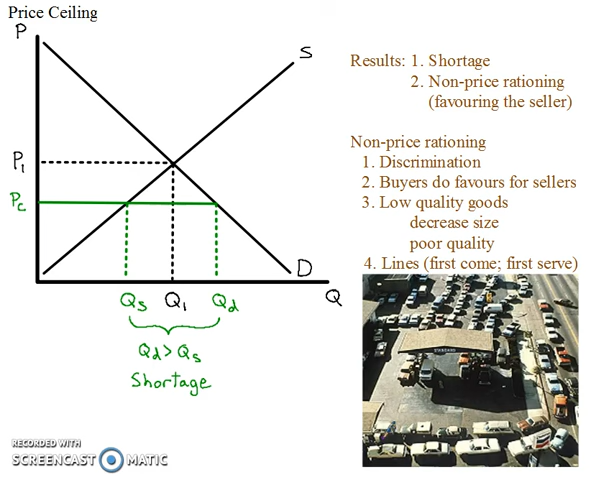 Price Ceiling
P
S
P₁
Pc
D
Qs Q₁ Qd Q
Qd > Qs
Shortage
Results: 1. Shortage
2. Non-price rationing
(favouring the seller)
Non-price rationing
1. Discrimination
2. Buyers do favours for sellers
3. Low quality goods
decrease size
poor quality
4. Lines (first come; first serve)
STANDARD
RECORDED WITH
SCREENCAST MATIC